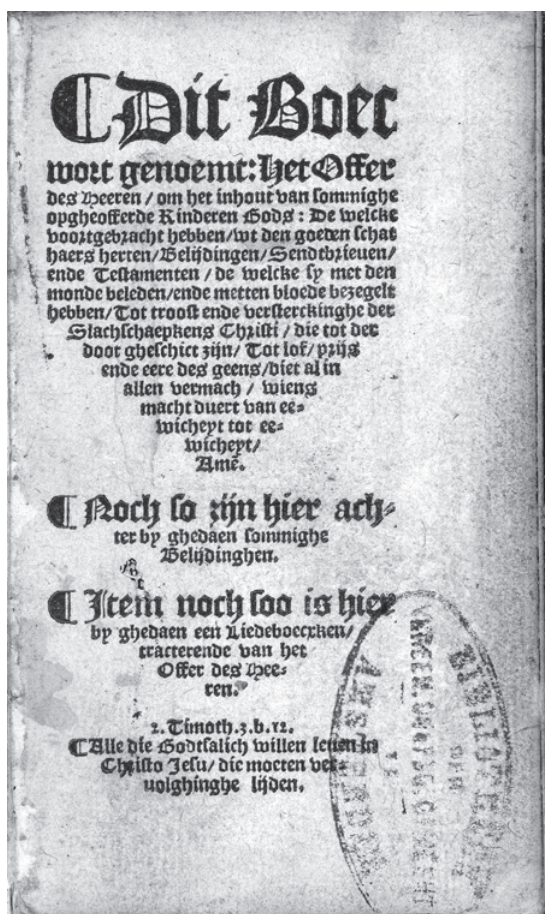 ¶ Dit Boec
wort genoemt: Het Offer
des Heeren / om het inhout van sommighe
opgheofferde Kinderen Gods: De welcke
voortgebracht hebben / wt den goeden schat
haers herten / Belijdingen / Sendtbrieuen /
ende Testamenten / de welcke sy met den
monde beleden / ende metten bloede bezegelt
hebben / Tot troost ende versterckinghe der
Slachschaepkens Christi / die tot der
doot gheschict zijn / Tot lof / prijs
ende eere des geens / diet al in
allen vermach / wiens
macht duert van ee⸗
wicheyt tot ee⸗
wicheyt /
Amẽ.
¶ Noch so zijn hier ach⸗
ter by ghedaen sommighe
Belijdinghen.
¶ Item noch soo is hier
by ghedaen een Liedeboecxken /
tracterende van het
Offer des Hee⸗
ren.
2. Timoth. 3. b. 12.
¶ Alle die Godtsalich willen leuen in
Christo Jesu / die moeten ver⸗
uolghinghe lijden.
BIBLIOTHEEK
DER